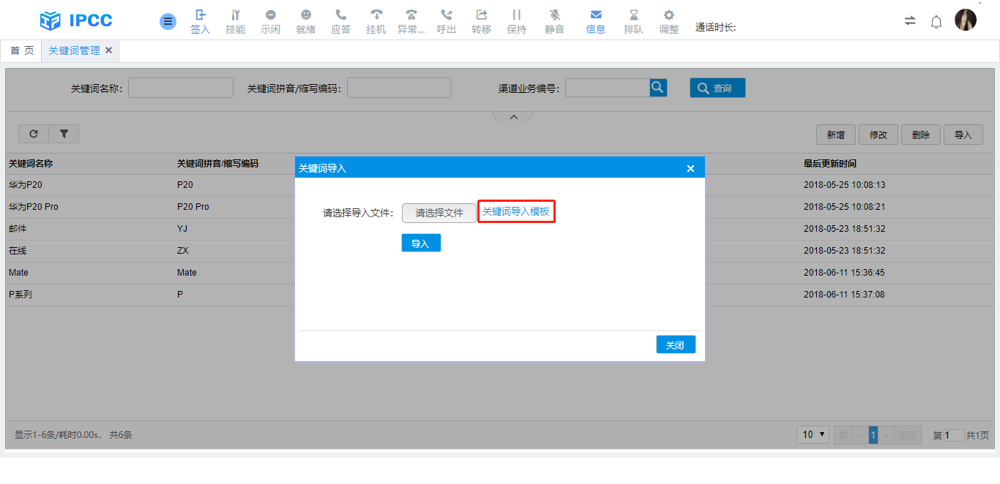 IPCC
签入 技能 示闲 就绪 应答 挂机 异常... 呼出 转移 保持 静音 信息 排队 调整 通话时长:
首 页 关键词管理
关键词名称: 关键词拼音/缩写编码: 渠道业务编号: 查询
新增 修改 删除 导入
关键词名称 关键词拼音/缩写编码 最后更新时间
华为P20 P20 2018-05-25 10:08:13
华为P20 Pro P20 Pro 2018-05-25 10:08:21
邮件 YJ 2018-05-23 18:51:32
在线 ZX 2018-05-23 18:51:32
Mate Mate 2018-06-11 15:36:45
P系列 P 2018-06-11 15:37:08
关键词导入
请选择导入文件: 请选择文件 关键词导入模板
导入
关闭
显示1-6条/耗时0.00s, 共6条 10 首 < 1 > 尾页 第 1 共1页